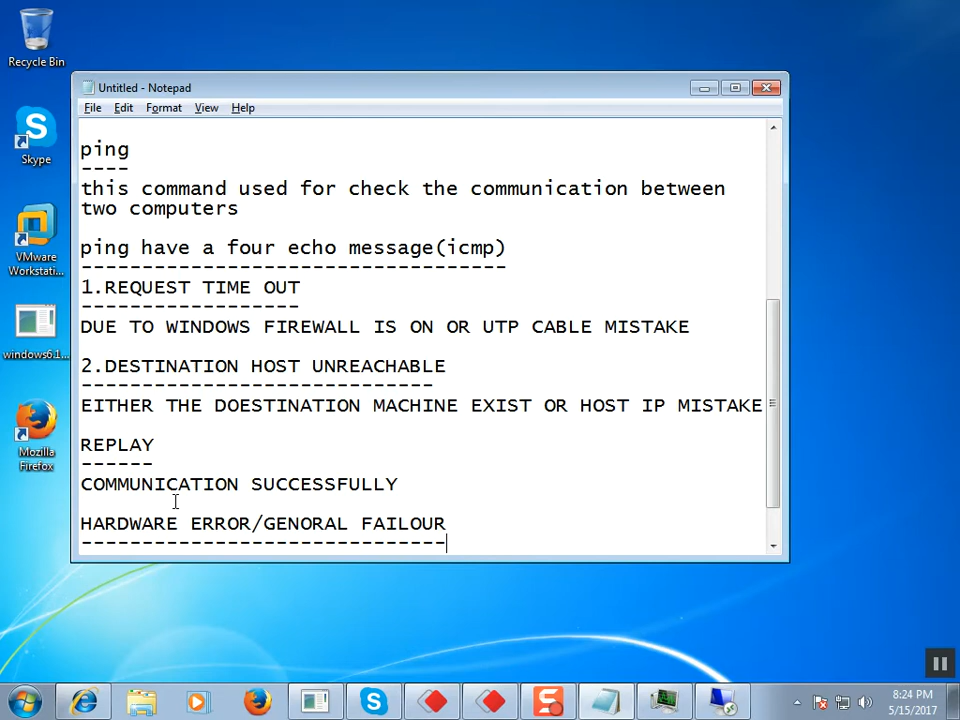 Recycle Bin
Skype
VMware
Workstati...
windows6.1...
Mozilla
Firefox
Untitled - Notepad
File Edit Format View Help
ping
----
this command used for check the communication between
two computers
ping have a four echo message(icmp)
-----------------------------------
1.REQUEST TIME OUT
------------------
DUE TO WINDOWS FIREWALL IS ON OR UTP CABLE MISTAKE
2.DESTINATION HOST UNREACHABLE
-----------------------------
EITHER THE DOESTINATION MACHINE EXIST OR HOST IP MISTAKE
REPLAY
------
COMMUNICATION SUCCESSFULLY
HARDWARE ERROR/GENORAL FAILOUR
------------------------------
8:24 PM
5/15/2017